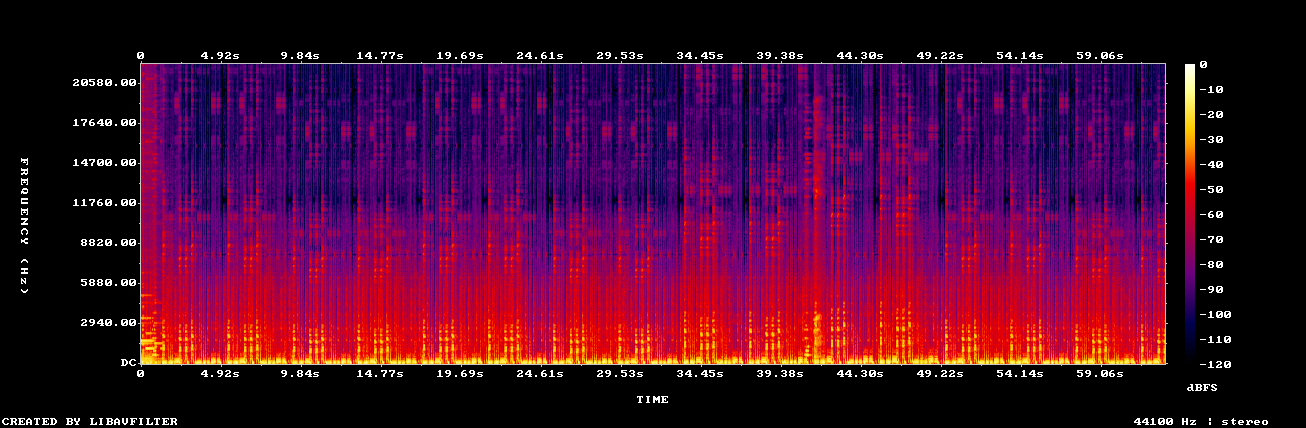 0 4.92s 9.84s 14.77s 19.69s 24.61s 29.53s 34.45s 39.38s 44.30s 49.22s 54.14s 59.06s
20580.00
17640.00
14700.00
11760.00
8820.00
5880.00
2940.00
DC
FREQUENCY (Hz)
0
-10
-20
-30
-40
-50
-60
-70
-80
-90
-100
-110
-120
dBFS
0 4.92s 9.84s 14.77s 19.69s 24.61s 29.53s 34.45s 39.38s 44.30s 49.22s 54.14s 59.06s
TIME
CREATED BY LIBAVFILTER
44100 Hz | stereo